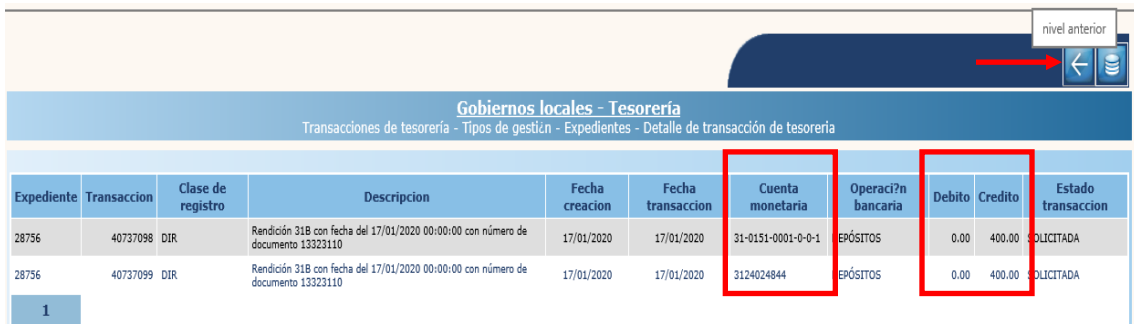 nivel anterior
Gobiernos locales - Tesorería
Transacciones de tesorería - Tipos de gesti¿n - Expedientes - Detalle de transacción de tesoreria
Expediente Transaccion Clase de registro Descripcion Fecha creacion Fecha transaccion Cuenta monetaria Operaci?n bancaria Debito Credito Estado transaccion
28756 40737098 DIR Rendición 31B con fecha del 17/01/2020 00:00:00 con número de documento 13323110 17/01/2020 17/01/2020 31-0151-0001-0-0-1 EPÓSITOS 0.00 400.00 SOLICITADA
28756 40737099 DIR Rendición 31B con fecha del 17/01/2020 00:00:00 con número de documento 13323110 17/01/2020 17/01/2020 3124024844 EPÓSITOS 0.00 400.00 SOLICITADA
1